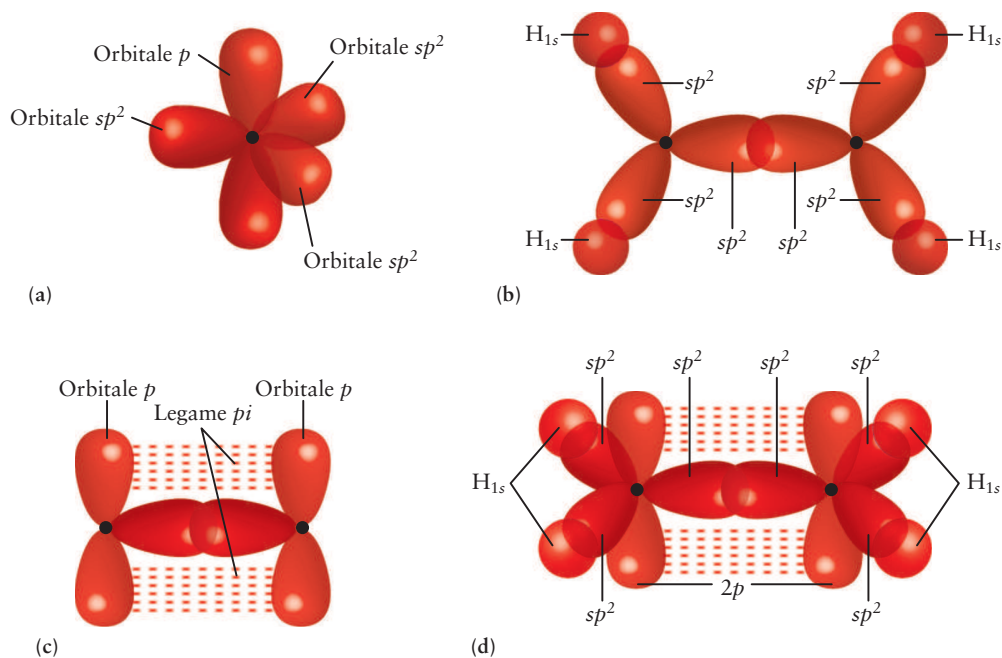 Orbitale p
Orbitale sp²
Orbitale sp²
Orbitale sp²
(a)
H₁ₛ
H₁ₛ
sp²
sp²
sp²
sp²
sp²
sp²
H₁ₛ
H₁ₛ
(b)
Orbitale p
Orbitale p
Legame pi
(c)
sp²
sp²
sp²
sp²
H₁ₛ
H₁ₛ
2p
sp²
sp²
(d)